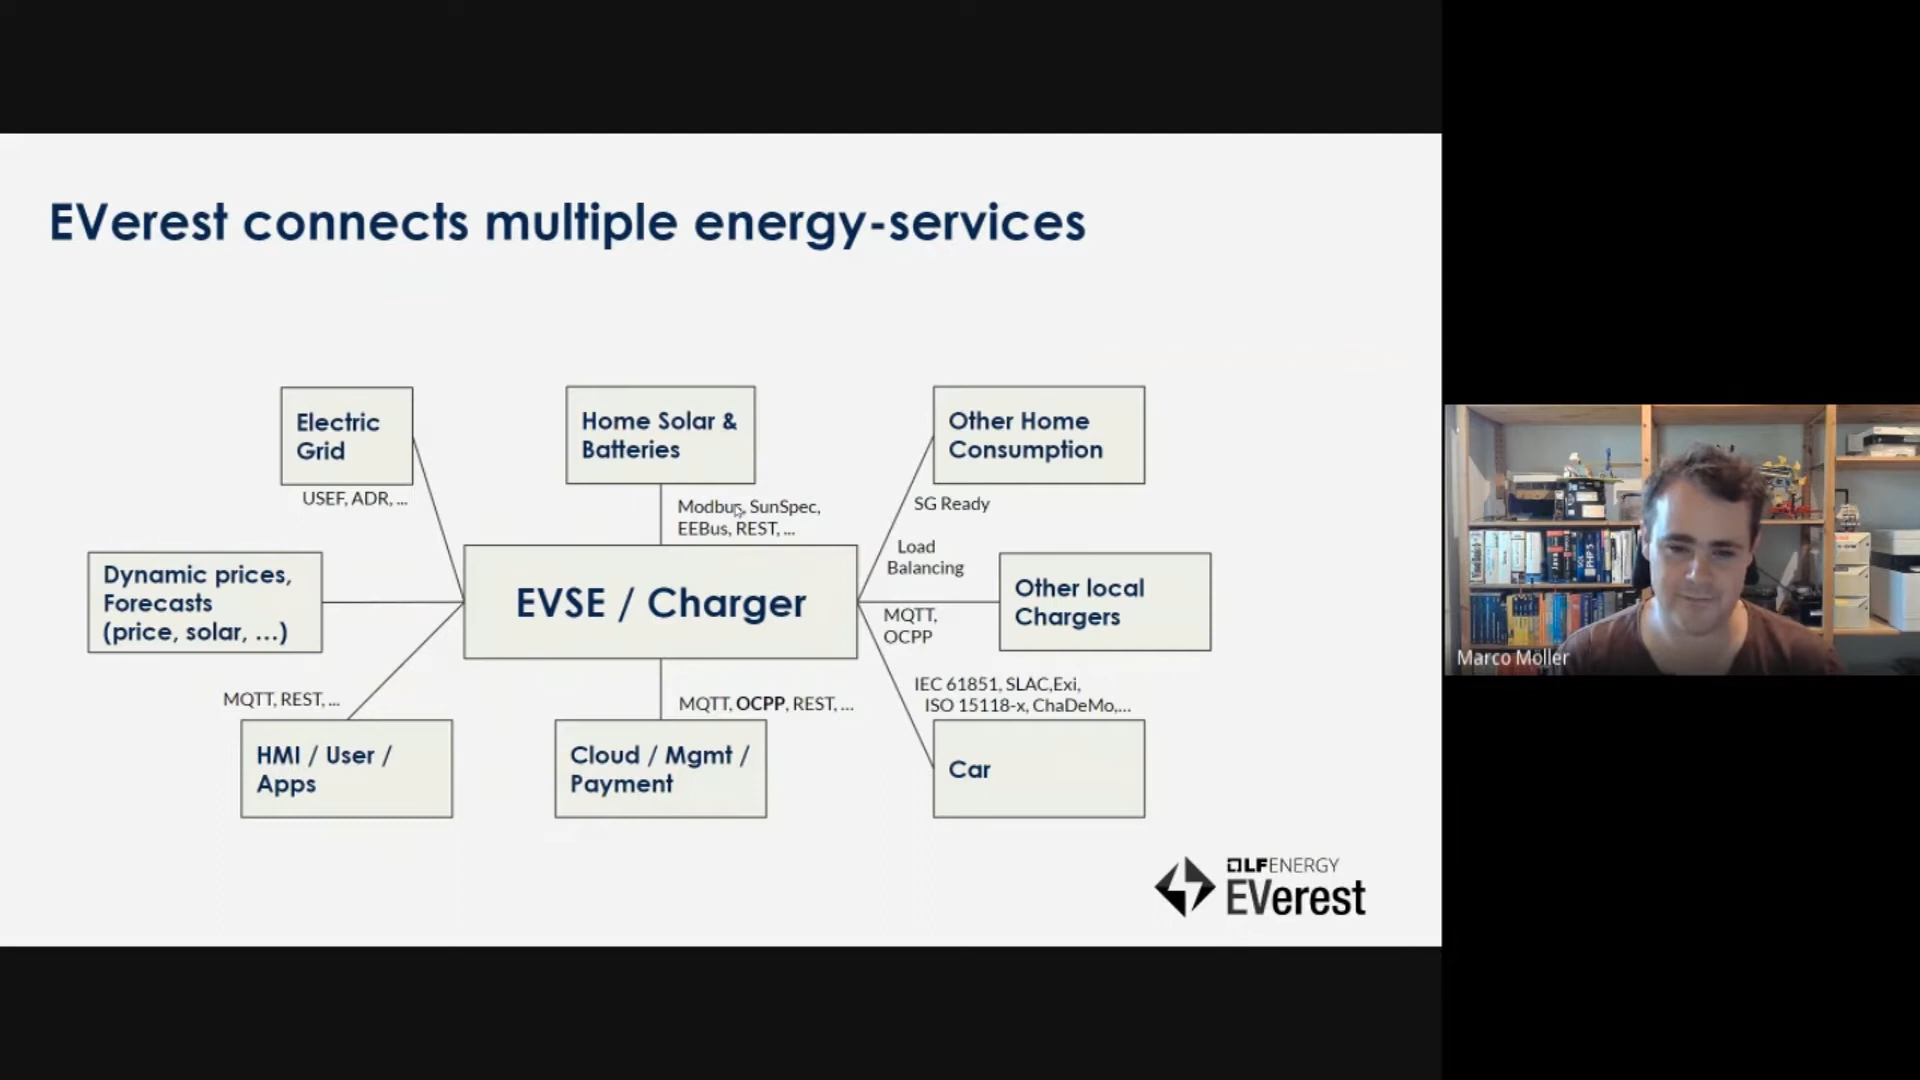 EVerest connects multiple energy-services
Electric
Grid
USEF, ADR, ...
Home Solar &
Batteries
Modbus, SunSpec,
EEBus, REST, ...
Other Home
Consumption
SG Ready
Load
Balancing
Dynamic prices,
Forecasts
(price, solar, ...)
EVSE / Charger
Other local
Chargers
MQTT,
OCPP
MQTT, REST, ...
HMI / User /
Apps
MQTT, OCPP, REST, ...
Cloud / Mgmt /
Payment
IEC 61851, SLAC,Exi,
ISO 15118-x, ChaDeMo,...
Car
LFENERGY
EVerest
Marco Möller